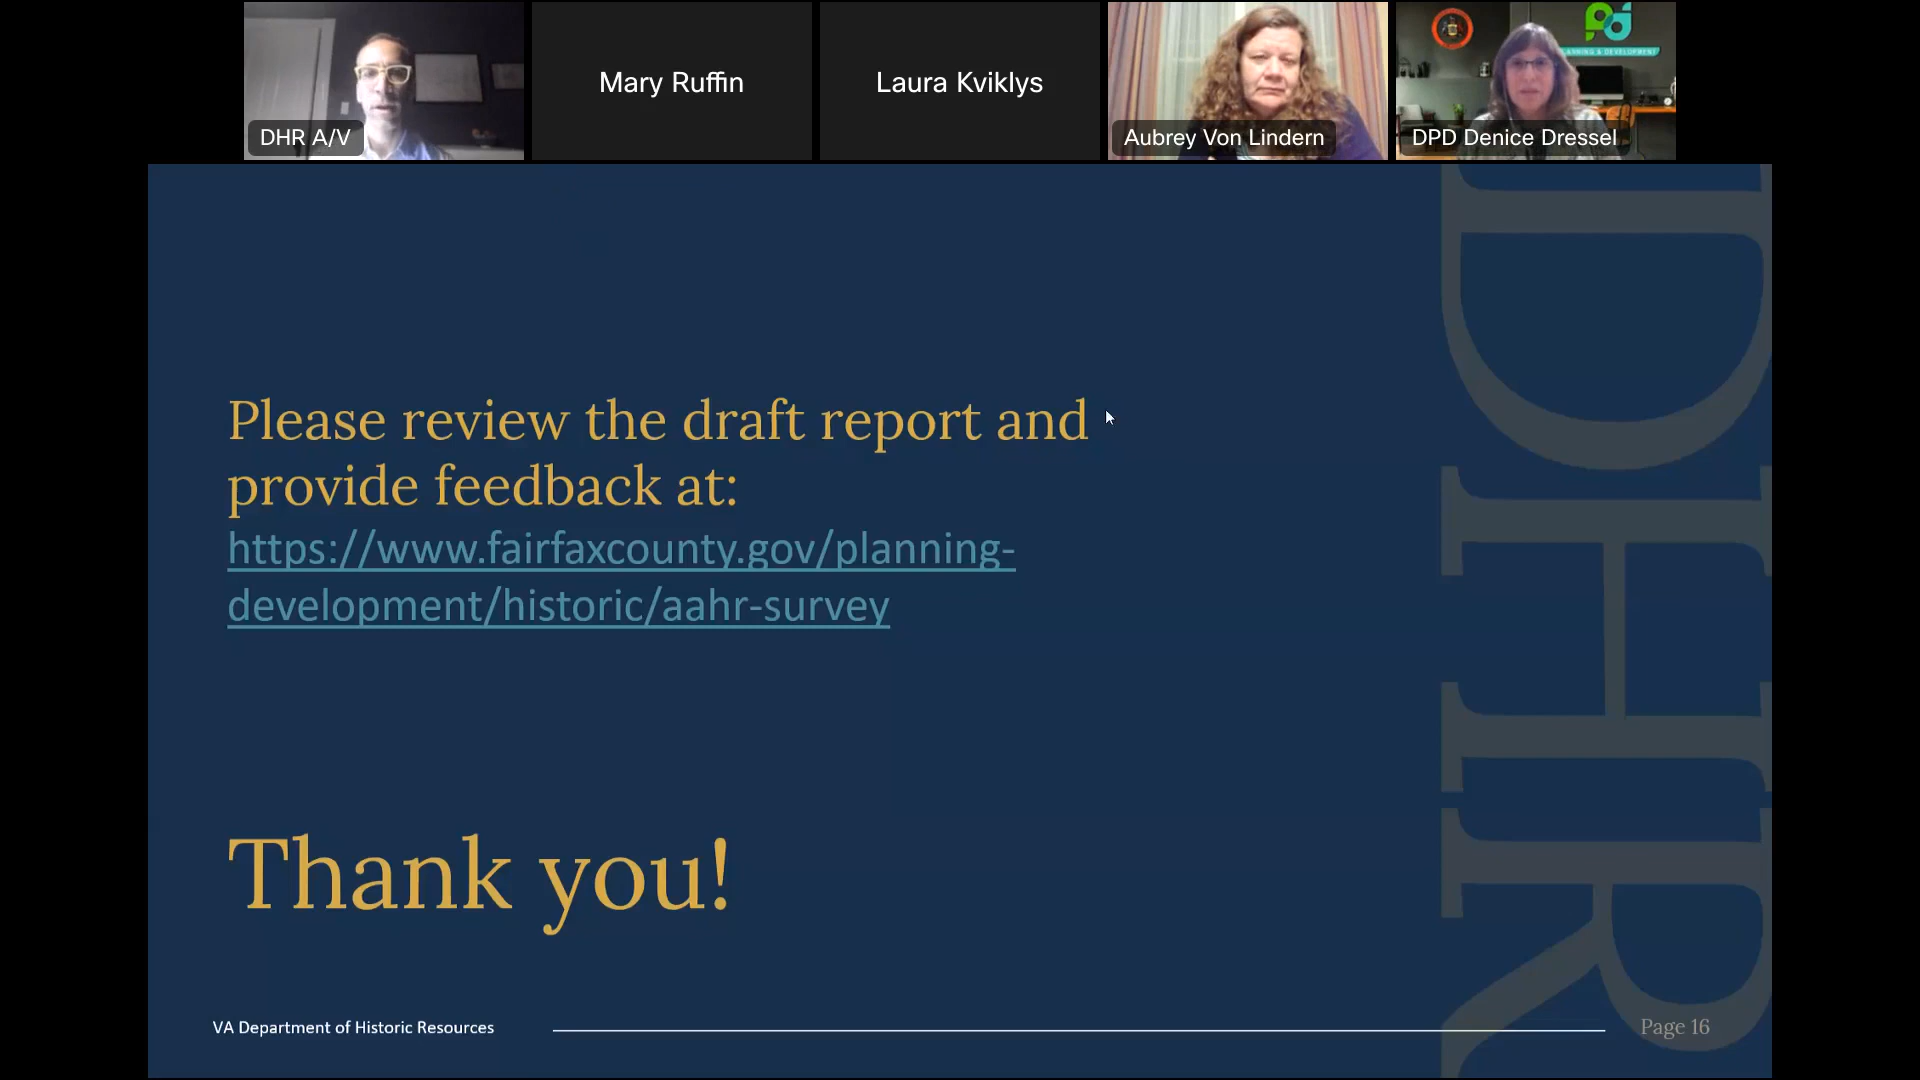 DHR A/V
Mary Ruffin
Laura Kviklys
Aubrey Von Lindern
DPD Denice Dressel
PLANNING & DEVELOPMENT
Please review the draft report and
provide feedback at:
https://www.fairfaxcounty.gov/planning-
development/historic/aahr-survey
Thank you!
DHR
VA Department of Historic Resources
Page 16